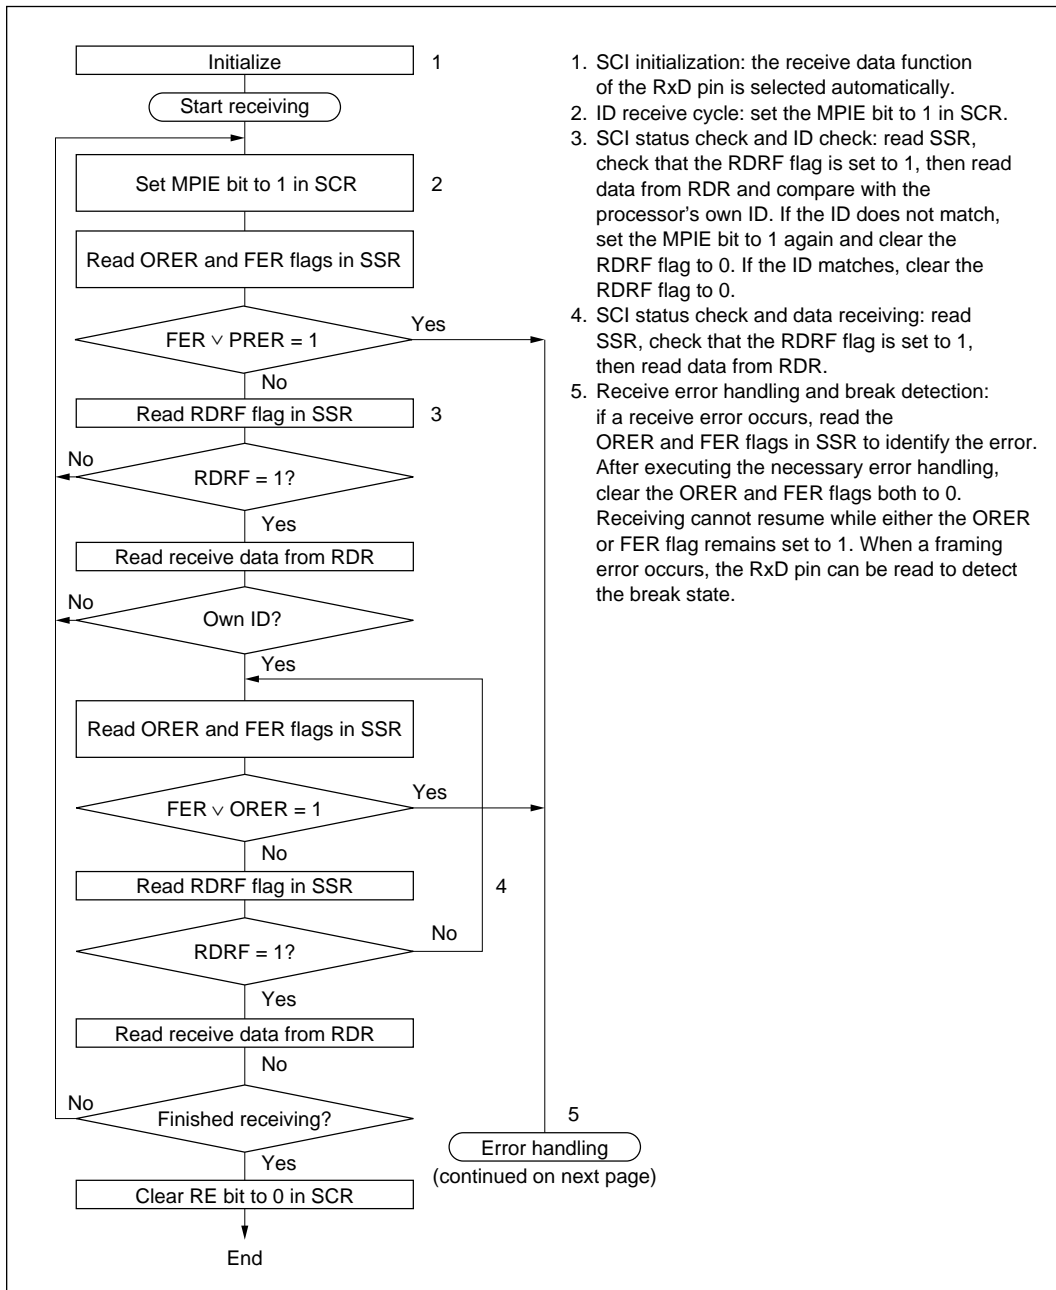 Initialize
1
Start receiving
Set MPIE bit to 1 in SCR
2
Read ORER and FER flags in SSR
FER ∨ PRER = 1
Yes
No
Read RDRF flag in SSR
3
No
RDRF = 1?
Yes
Read receive data from RDR
No
Own ID?
Yes
Read ORER and FER flags in SSR
FER ∨ ORER = 1
Yes
No
Read RDRF flag in SSR
4
RDRF = 1?
No
Yes
Read receive data from RDR
No
No
Finished receiving?
Yes
Clear RE bit to 0 in SCR
End
5
Error handling
(continued on next page)
1. SCI initialization: the receive data function
of the RxD pin is selected automatically.
2. ID receive cycle: set the MPIE bit to 1 in SCR.
3. SCI status check and ID check: read SSR,
check that the RDRF flag is set to 1, then read
data from RDR and compare with the
processor's own ID. If the ID does not match,
set the MPIE bit to 1 again and clear the
RDRF flag to 0. If the ID matches, clear the
RDRF flag to 0.
4. SCI status check and data receiving: read
SSR, check that the RDRF flag is set to 1,
then read data from RDR.
5. Receive error handling and break detection:
if a receive error occurs, read the
ORER and FER flags in SSR to identify the error.
After executing the necessary error handling,
clear the ORER and FER flags both to 0.
Receiving cannot resume while either the ORER
or FER flag remains set to 1. When a framing
error occurs, the RxD pin can be read to detect
the break state.